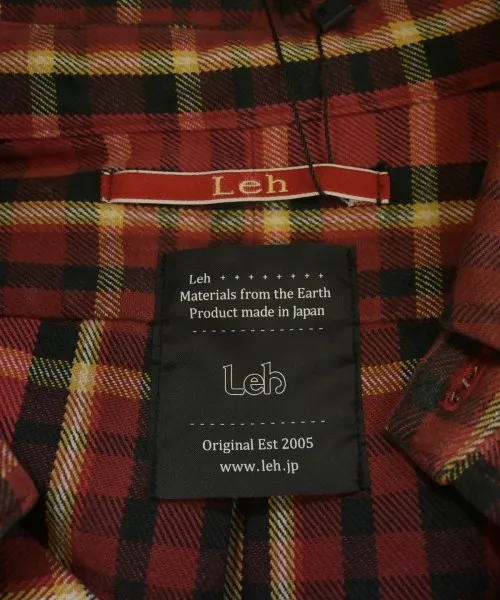 Leh
Leh + + + + + + + +
Materials from the Earth
Product made in Japan
- - - - - - - - - - - - - -
Leh
- - - - - - - - - - - - - -
Original Est 2005
www.leh.jp